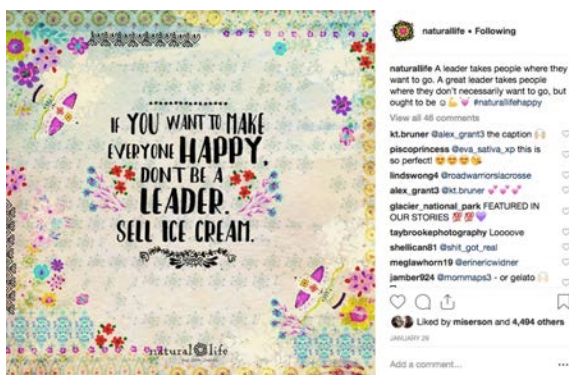 IF YOU WANT TO MAKE
EVERYONE HAPPY,
DON'T BE A
LEADER.
SELL ICE CREAM.
natural life
naturallife • Following
naturallife A leader takes people where they
want to go. A great leader takes people
where they don't necessarily want to go, but
ought to be ☺💪💗 #naturallifehappy
View all 46 comments
kt.bruner @alex_grant3 the caption 🙌
piscoprincess @eva_sativa_xp this is
so perfect! 😍😍😍😘
lindswong4 @roadwarriorslacrosse
alex_grant3 @kt.bruner 💕💕💕
glacier_national_park FEATURED IN
OUR STORIES 💯💯💜
taybrookephotography Loooove
shellican81 @shit_got_real
meglawhorn19 @erinericwidner
jamber924 @mommaps3 - or gelato 🙌
Liked by miserson and 4,494 others
JANUARY 29
Add a comment...